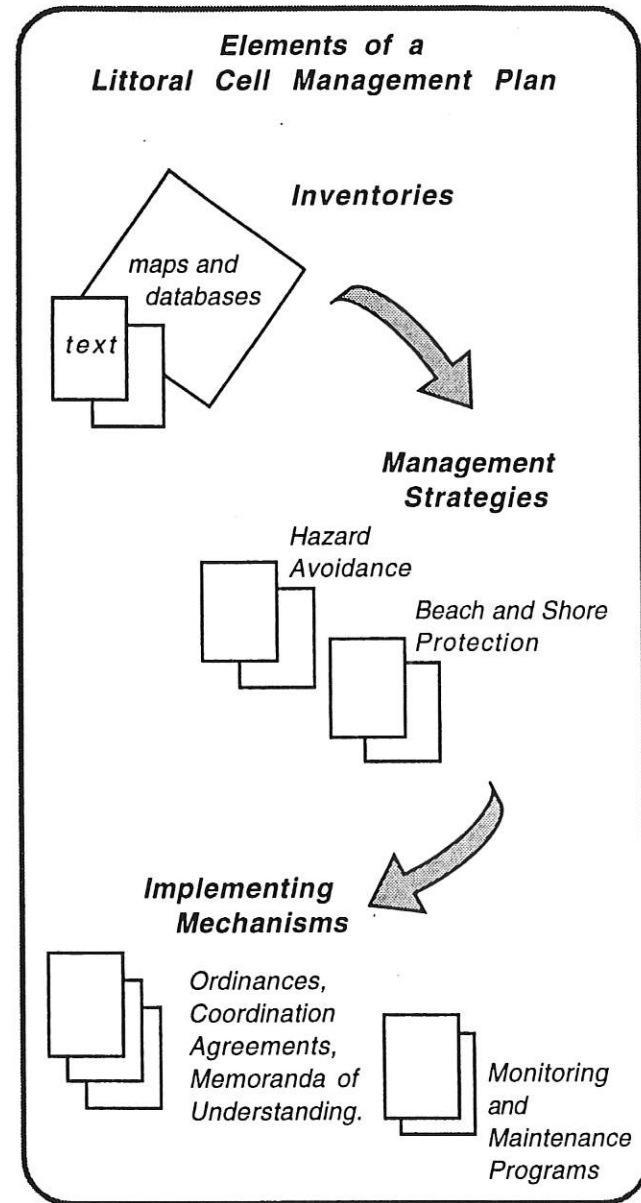 Elements of a
Littoral Cell Management Plan
Inventories
maps and
databases
text
Management
Strategies
Hazard
Avoidance
Beach and Shore
Protection
Implementing
Mechanisms
Ordinances,
Coordination
Agreements,
Memoranda of
Understanding.
Monitoring
and
Maintenance
Programs